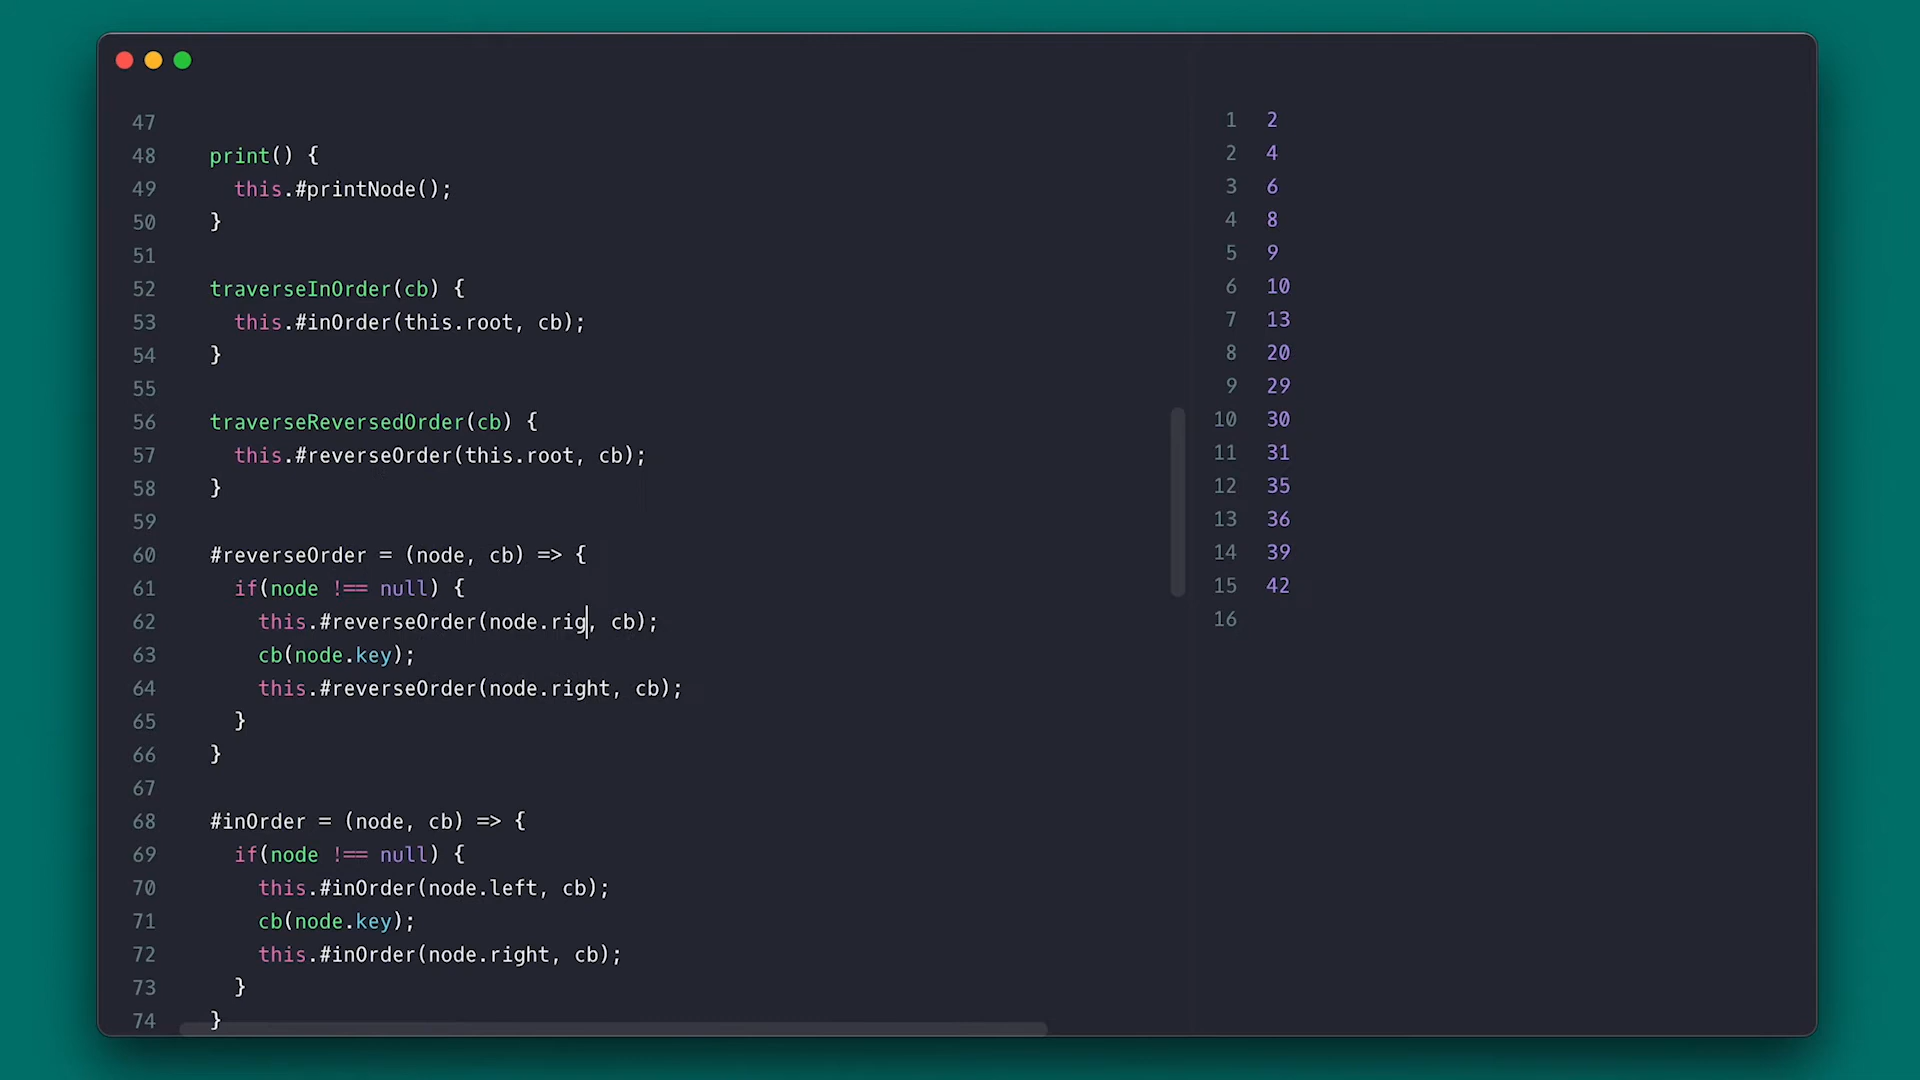 47
48 print() {
49 this.#printNode();
50 }
51
52 traverseInOrder(cb) {
53 this.#inOrder(this.root, cb);
54 }
55
56 traverseReversedOrder(cb) {
57 this.#reverseOrder(this.root, cb);
58 }
59
60 #reverseOrder = (node, cb) => {
61 if(node !== null) {
62 this.#reverseOrder(node.rig, cb);
63 cb(node.key);
64 this.#reverseOrder(node.right, cb);
65 }
66 }
67
68 #inOrder = (node, cb) => {
69 if(node !== null) {
70 this.#inOrder(node.left, cb);
71 cb(node.key);
72 this.#inOrder(node.right, cb);
73 }
74 }
1 2
2 4
3 6
4 8
5 9
6 10
7 13
8 20
9 29
10 30
11 31
12 35
13 36
14 39
15 42
16